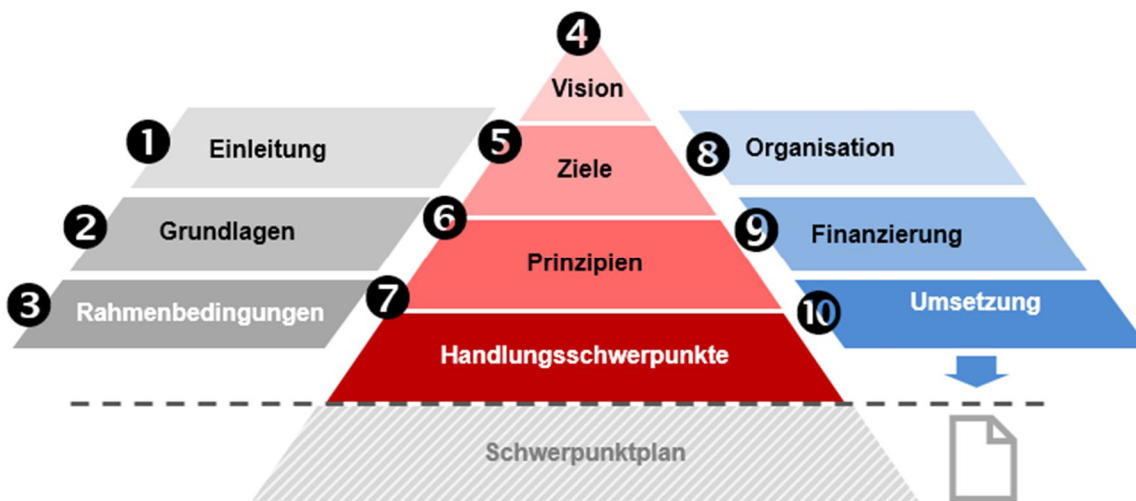 1 Einleitung
2 Grundlagen
3 Rahmenbedingungen
4 Vision
5 Ziele
6 Prinzipien
7 Handlungsschwerpunkte
8 Organisation
9 Finanzierung
10 Umsetzung
Schwerpunktplan